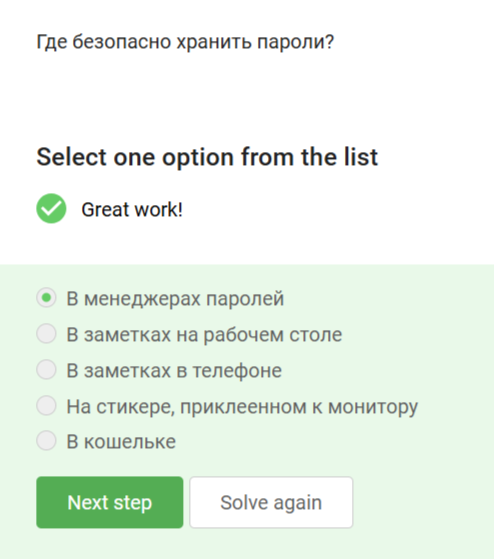 Где безопасно хранить пароли?
Select one option from the list
Great work!
В менеджерах паролей
В заметках на рабочем столе
В заметках в телефоне
На стикере, приклеенном к монитору
В кошельке
Next step
Solve again